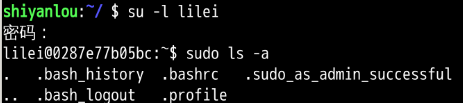 shiyanlou:~/ $ su -l lilei
密码：
lilei@0287e77b05bc:~$ sudo ls -a
.   .bash_history  .bashrc   .sudo_as_admin_successful
..  .bash_logout   .profile